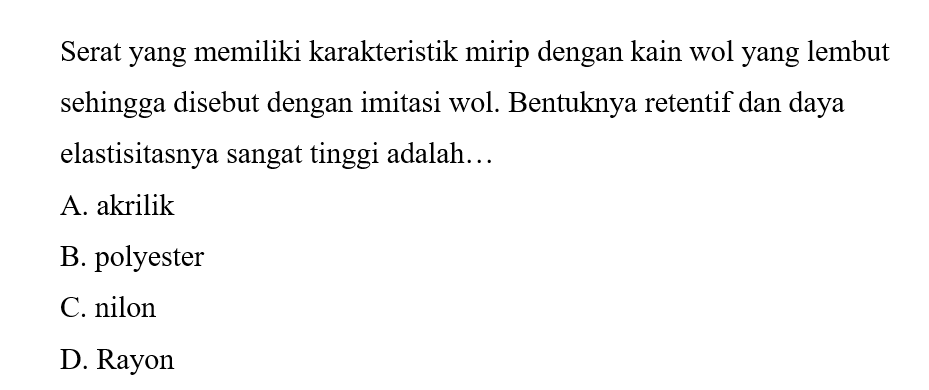 Serat yang memiliki karakteristik mirip dengan kain wol yang lembut
sehingga disebut dengan imitasi wol. Bentuknya retentif dan daya
elastisitasnya sangat tinggi adalah…
A. akrilik
B. polyester
C. nilon
D. Rayon